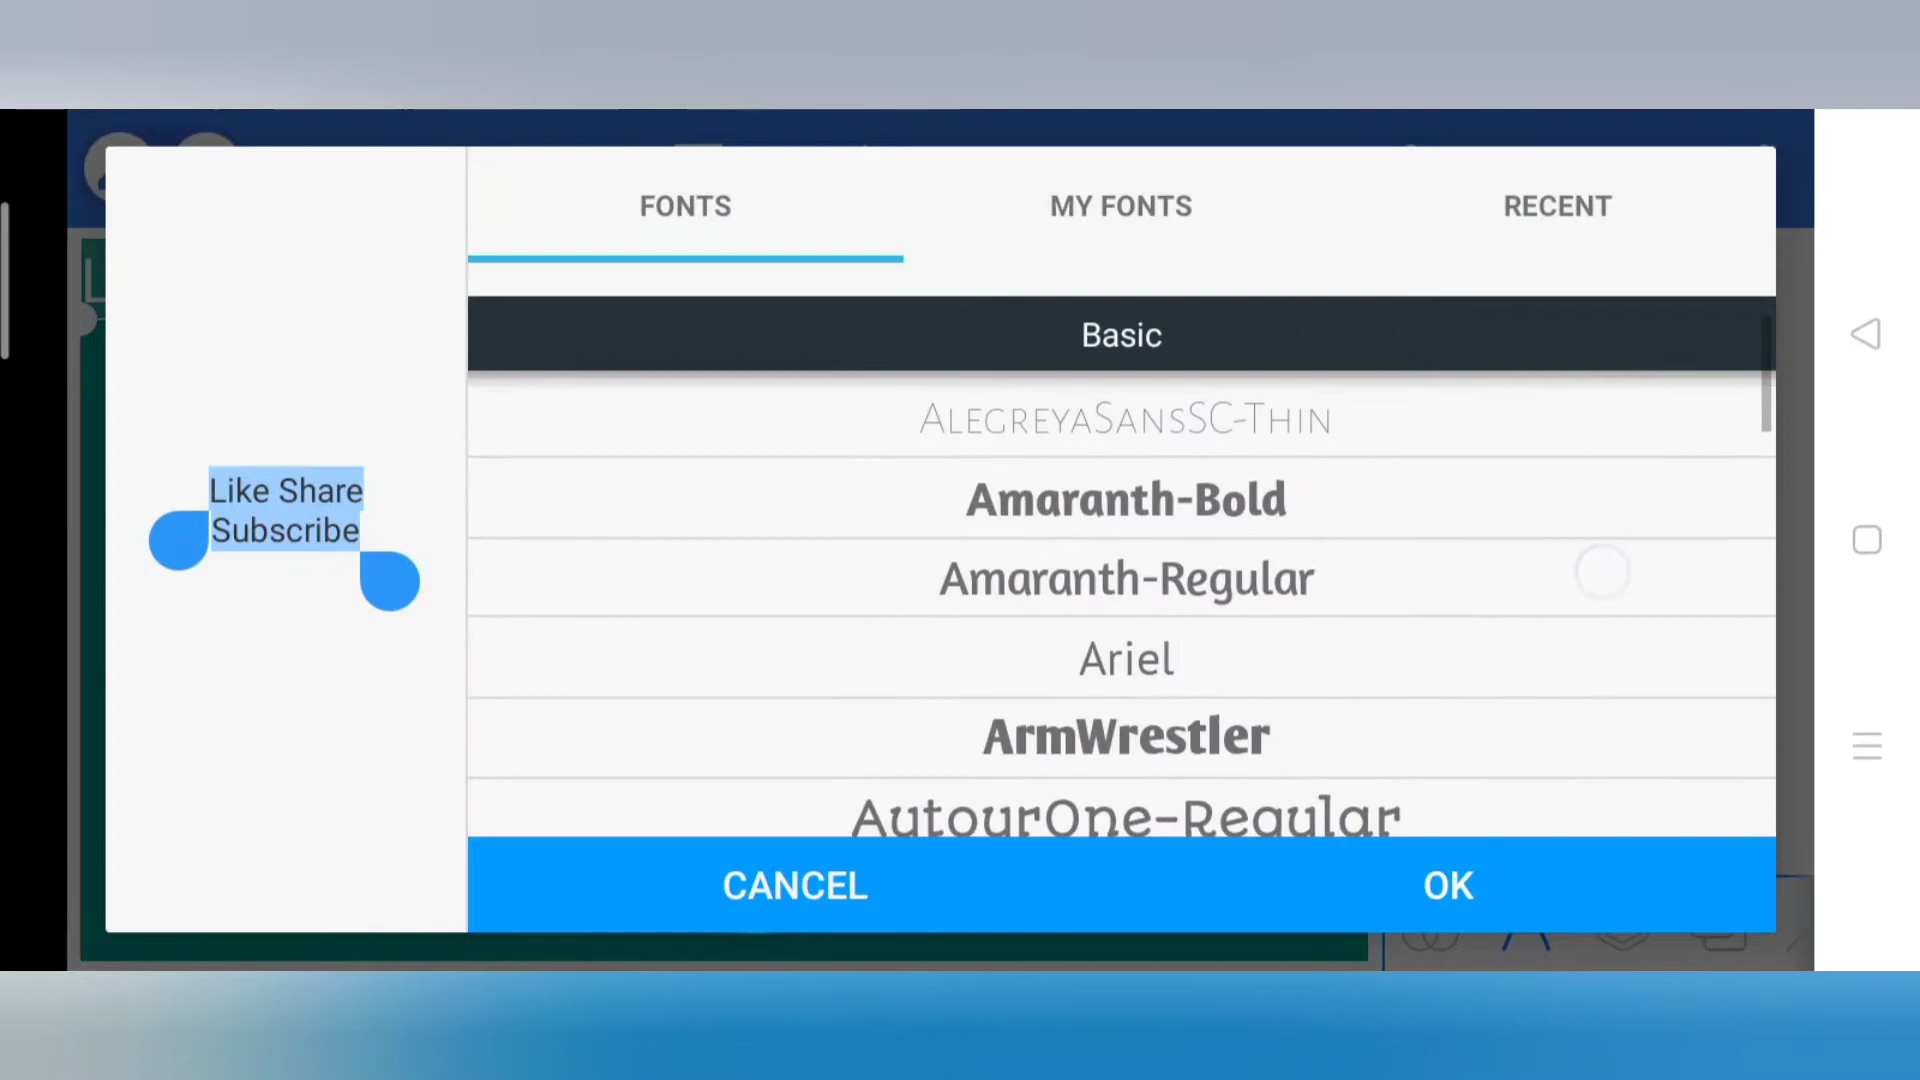 FONTS
MY FONTS
RECENT
Basic
Like Share
Subscribe
AlegreyaSansSC-Thin
Amaranth-Bold
Amaranth-Regular
Ariel
ArmWrestler
AutourOne-Regular
CANCEL
OK